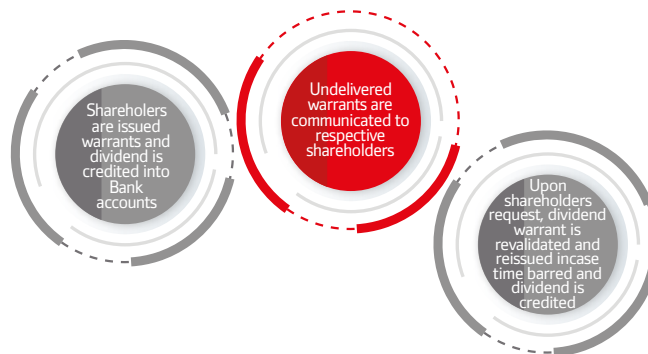 Shareholers
are issued
warrants and
dividend is
credited into
Bank
accounts
Undelivered
warrants are
communicated to
respective
shareholders
Upon
shareholders
request, dividend
warrant is
revalidated and
reissued incase
time barred and
dividend is
credited